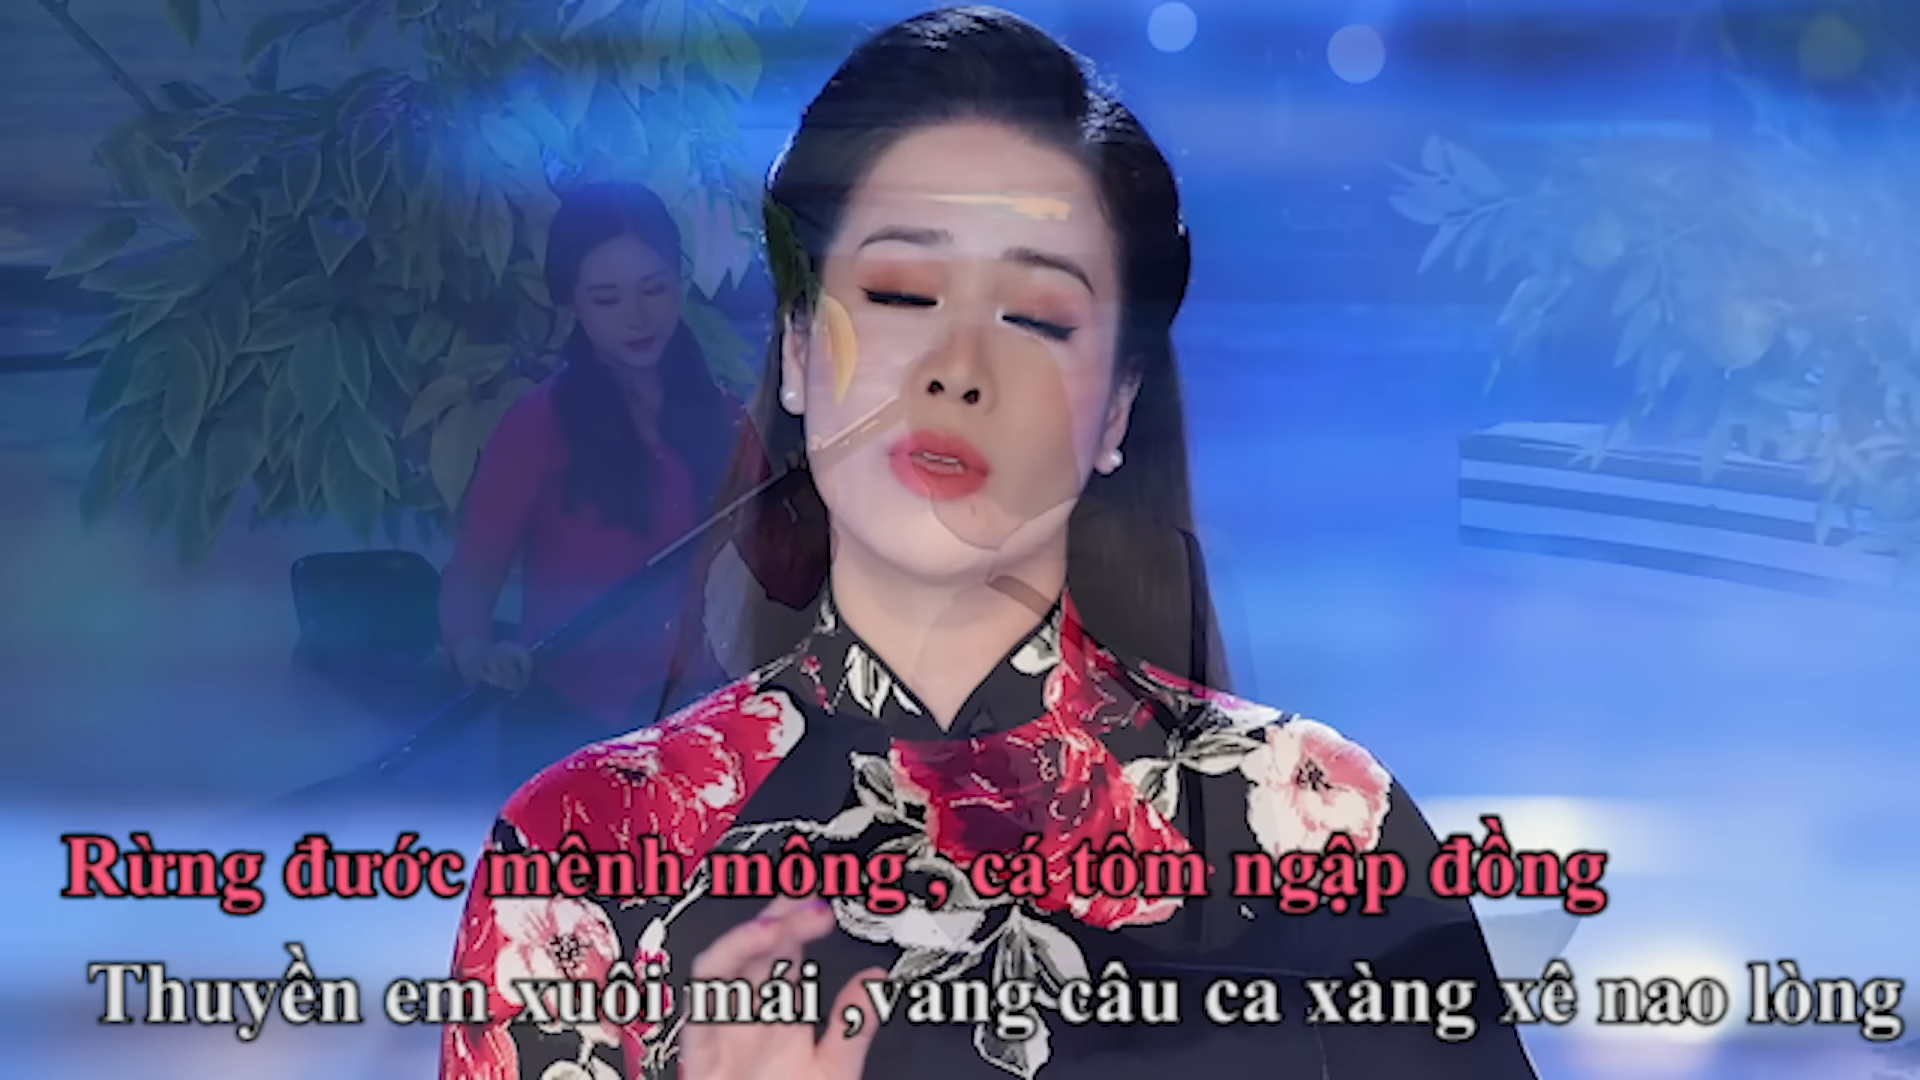 Rừng đước mênh mông , cá tôm ngập đồng
Thuyền em xuôi mái ,vang câu ca xàng xê nao lòng